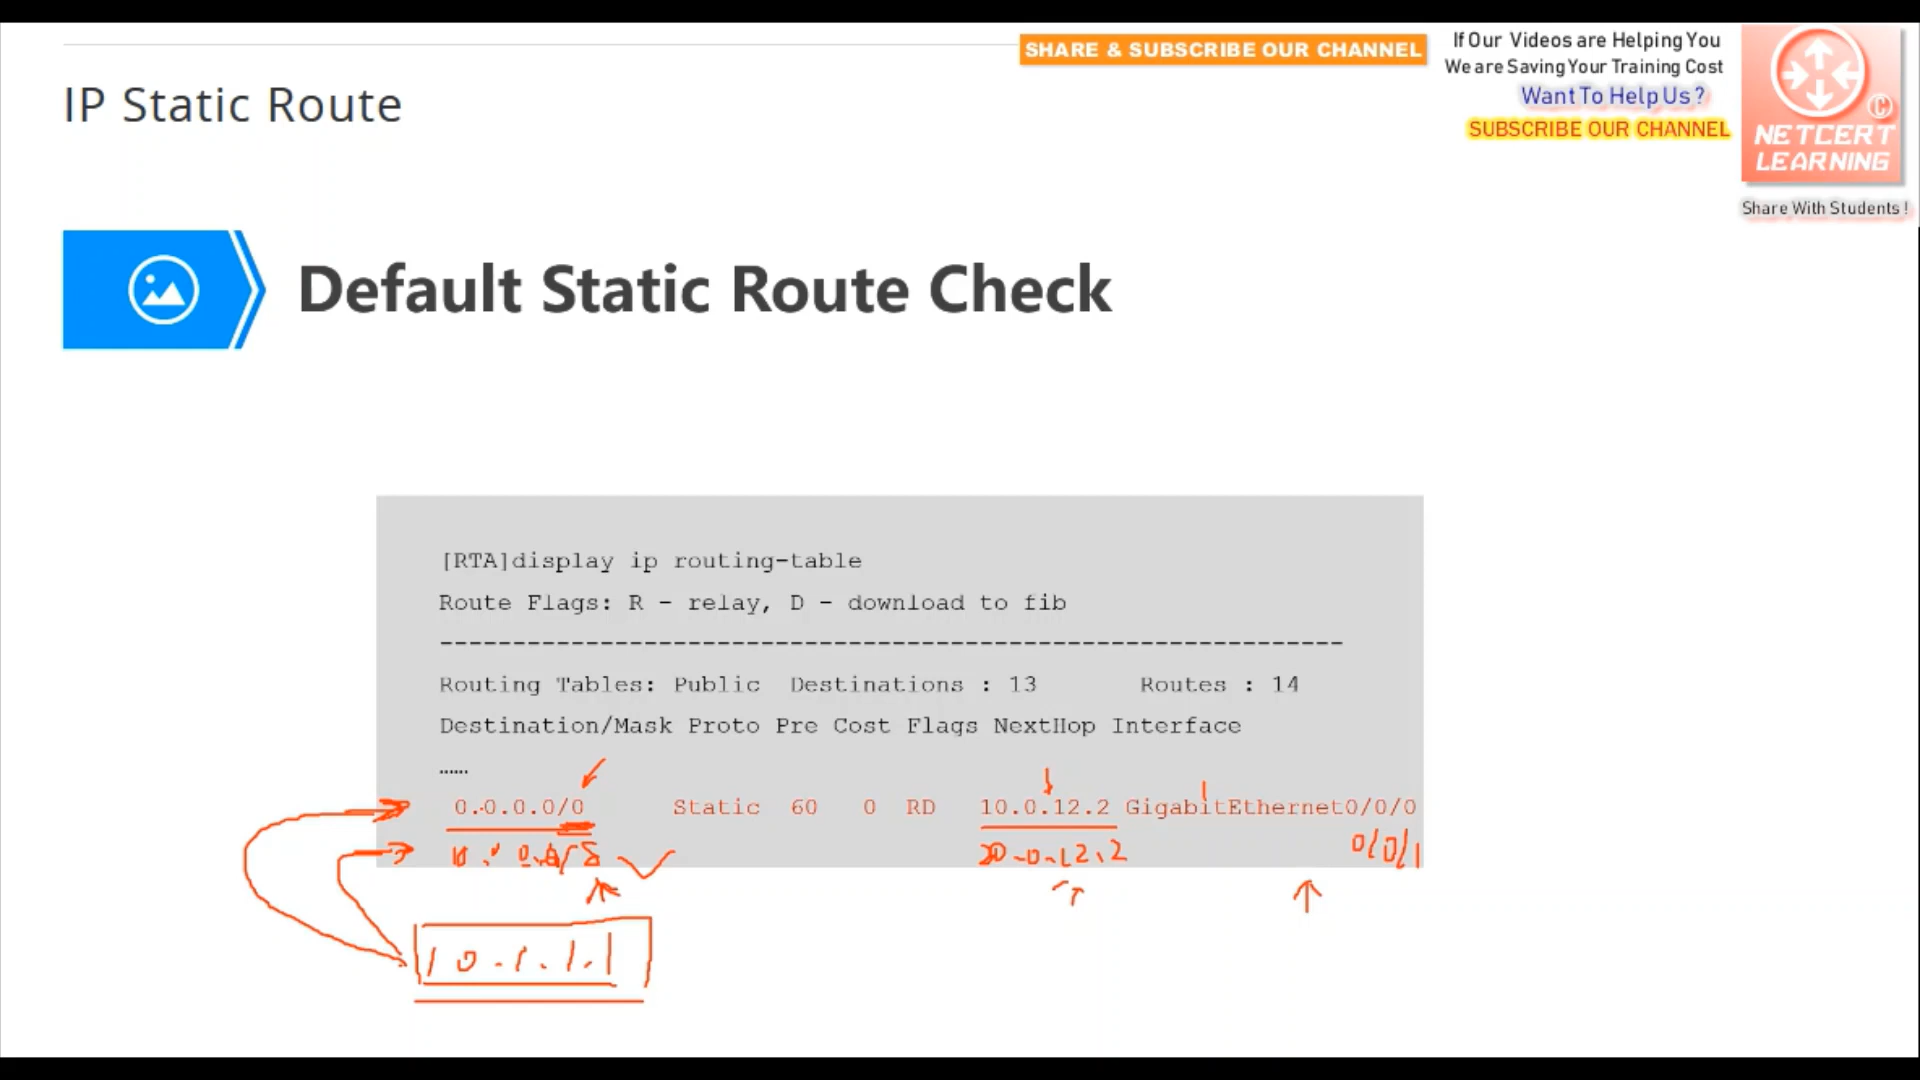 SHARE & SUBSCRIBE OUR CHANNEL
If Our Videos are Helping You
We are Saving Your Training Cost
Want To Help Us ?
SUBSCRIBE OUR CHANNEL
©
NETCERT
LEARNING
Share With Students !
IP Static Route
Default Static Route Check
[RTA]display ip routing-table
Route Flags: R - relay, D - download to fib
--------------------------------------------------------------
Routing Tables: Public Destinations : 13 Routes : 14
Destination/Mask Proto Pre Cost Flags NextHop Interface
……
0.0.0.0/0 Static 60 0 RD 10.0.12.2 GigabitEthernet0/0/0
20.0.12.2 0/0/1
10.1.1.1